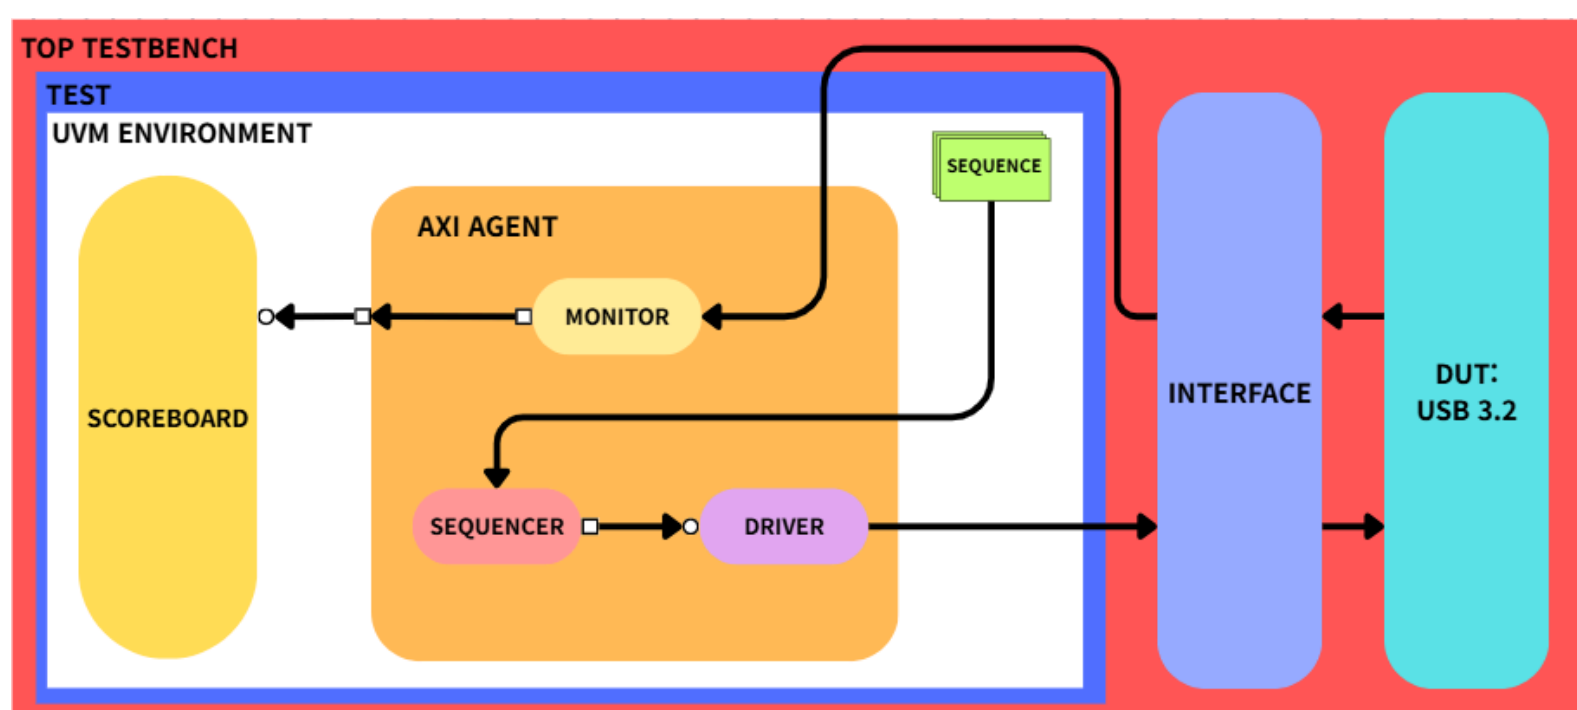 TOP TESTBENCH
TEST
UVM ENVIRONMENT
SEQUENCE
AXI AGENT
MONITOR
SCOREBOARD
SEQUENCER
DRIVER
INTERFACE
DUT:
USB 3.2